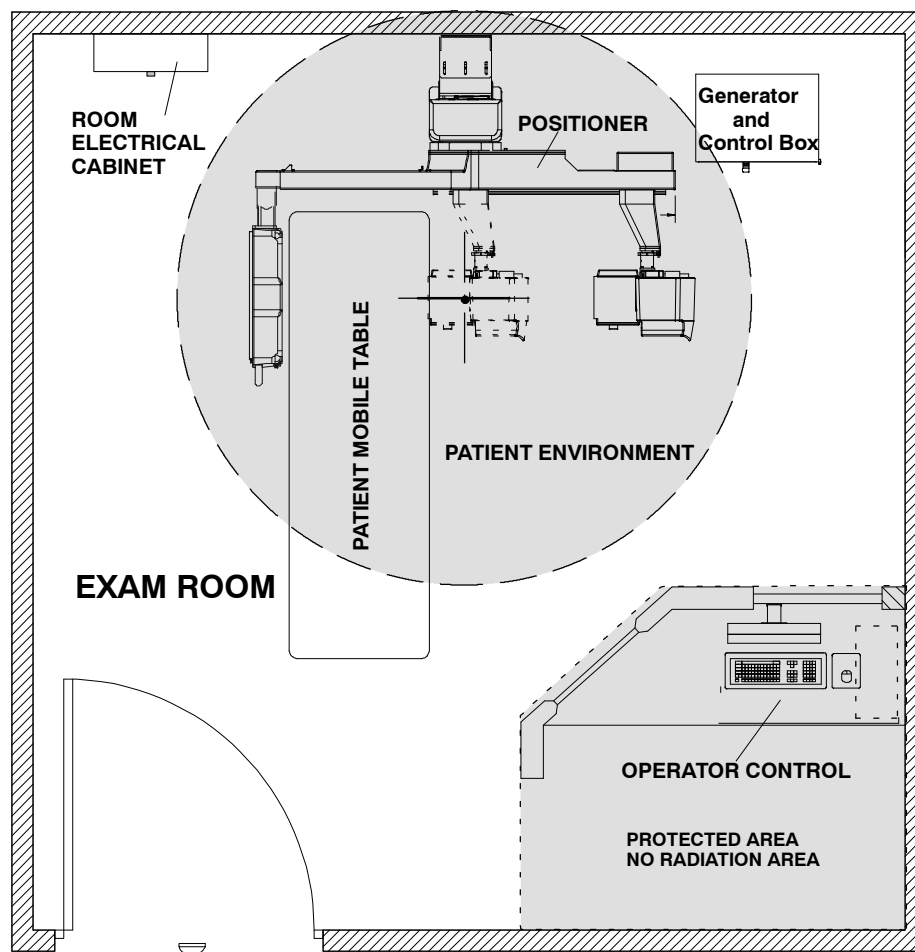 ROOM
ELECTRICAL
CABINET
POSITIONER
Generator
and
Control Box
PATIENT MOBILE TABLE
PATIENT ENVIRONMENT
EXAM ROOM
OPERATOR CONTROL
PROTECTED AREA
NO RADIATION AREA